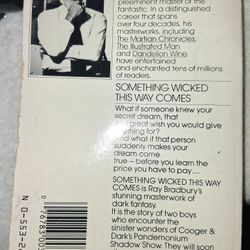 preeminent master of the
fantastic. In a distinguished
career that spans
over four decades, his
masterworks, including
The Martian Chronicles,
The Illustrated Man
and Dandelion Wine,
have entertained
and enchanted tens of millions
of readers.
SOMETHING WICKED
THIS WAY COMES
What if someone knew your
secret dream, that
great wish you would give
anything for?
And what if that person
suddenly makes your
dream come
true – before you learn the
price you have to pay....
SOMETHING WICKED THIS WAY
COMES is Ray Bradbury's
stunning masterwork of
dark fantasy.
It is the story of two boys
who encounter the
sinister wonders of Cooger &
Dark's Pandemonium
Shadow Show. They will soon